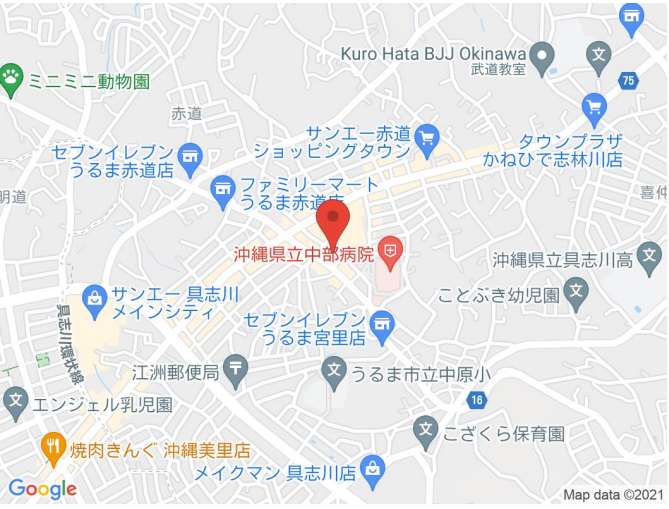 Kuro Hata BJJ Okinawa
武道教室
75
ミニミニ動物園
赤道
サンエー赤道
ショッピングタウン
タウンプラザ
かねひで志林川店
セブンイレブン
うるま赤道店
ファミリーマート
うるま赤道店
明道
喜仲
沖縄県立中部病院
沖縄県立具志川高
ことぶき幼児園
サンエー 具志川
メインシティ
具志川環状線
セブンイレブン
うるま宮里店
江洲郵便局
うるま市立中原小
16
エンジェル乳児園
こざくら保育園
焼肉きんぐ 沖縄美里店
メイクマン 具志川店
Google
Map data ©2021